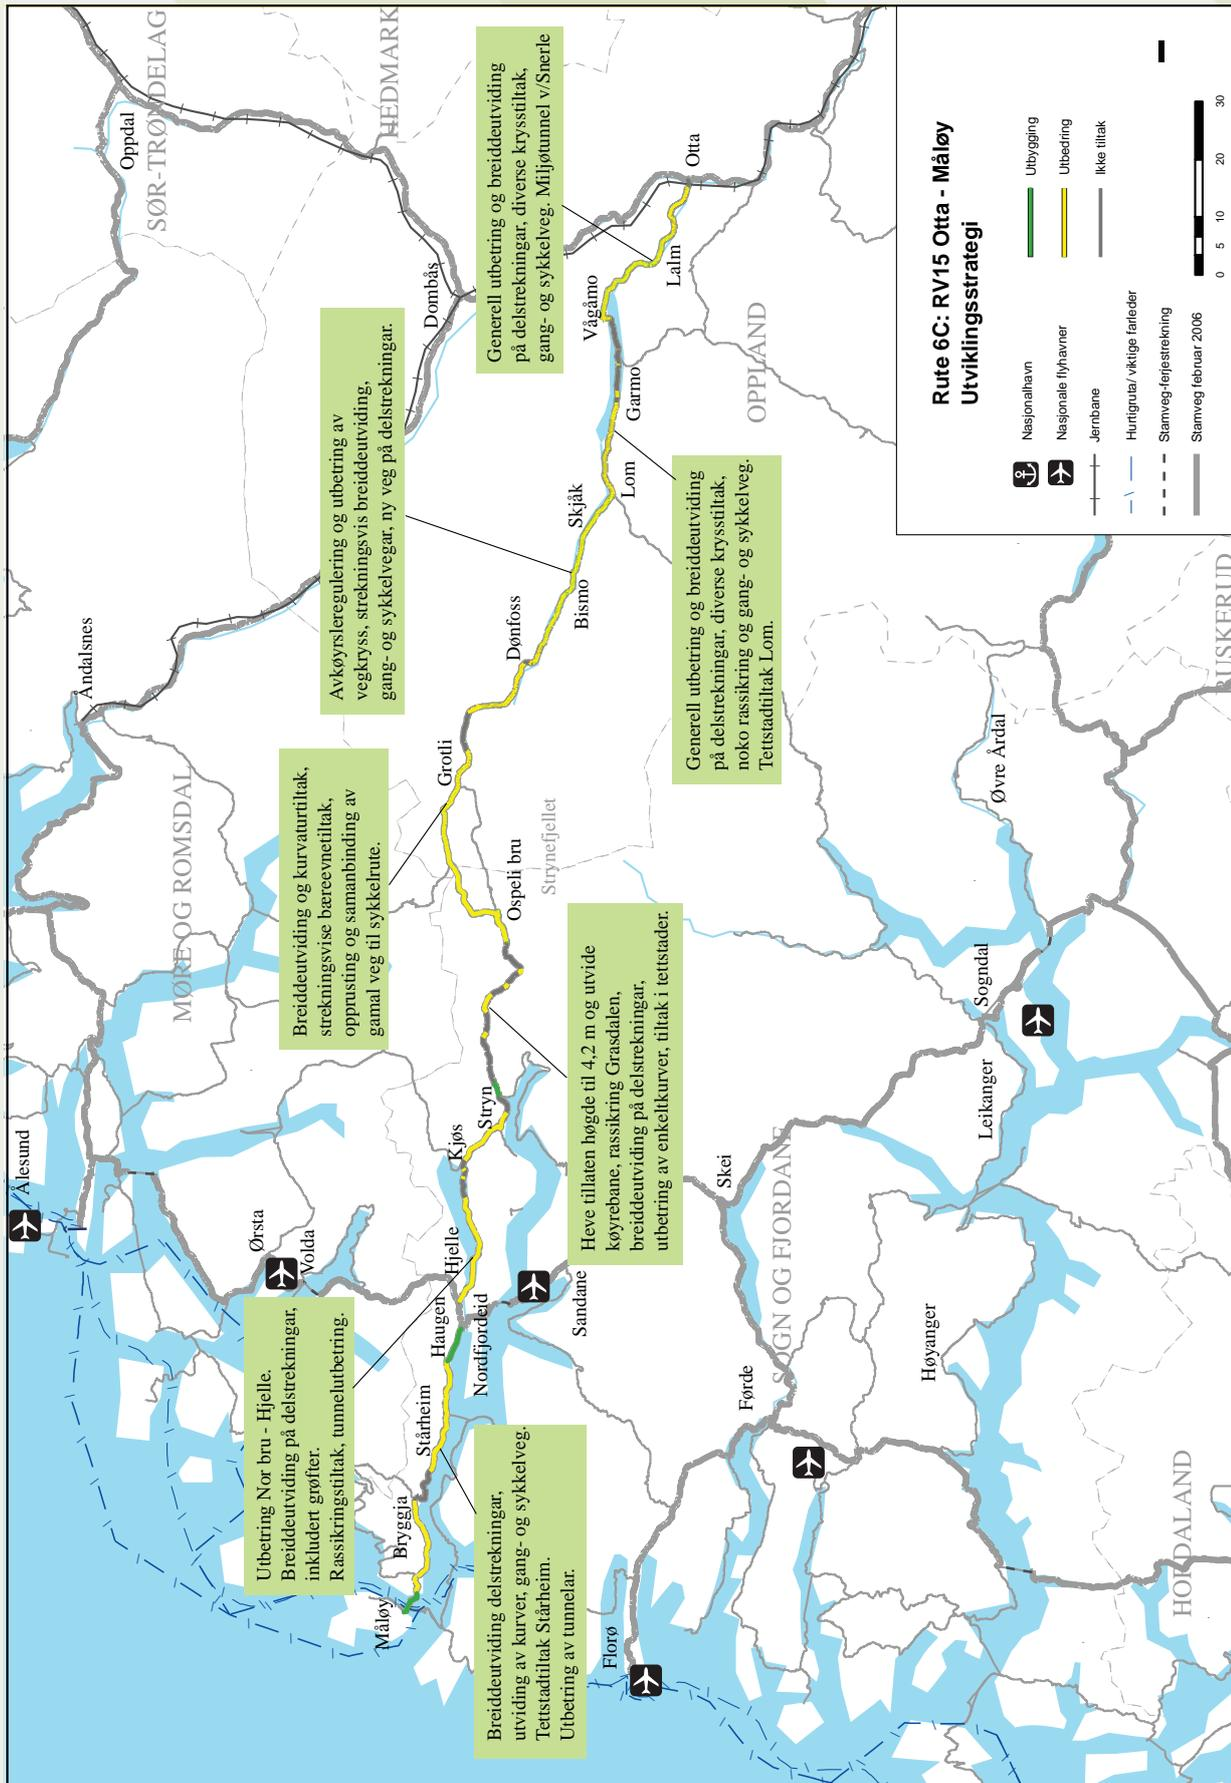 Rute 6C: RV15 Otta - Måløy
Utviklingsstrategi
Nasjonalhavn
Nasjonale flyhavner
Jernbane
Hurtigruta/ viktige farleder
Stamveg-ferjestrekning
Stamveg februar 2006
Utbygging
Utbedring
Ikke tiltak
0 5 10 20 30
Utbetring Nor bru - Hjelle.
Breiddeutviding på delstrekningar,
inkludert grøfter.
Rassikringstiltak, tunnelutbetring.
Breiddeutviding delstrekningar,
utviding av kurver, gang- og sykkelveg.
Tettstadtiltak Stårheim.
Utbetring av tunnelar.
Breiddeutviding og kurvaturtiltak,
strekningsvise bæreevnetiltak,
opprusting og samanbinding av
gamal veg til sykkelrute.
Heve tillaten høgde til 4,2 m og utvide
køyrebane, rassikring Grasdalen,
breiddeutviding på delstrekningar,
utbetring av enkeltkurver, tiltak i tettstader.
Avkøyrsleregulering og utbetring av
vegkryss, strekningsvis breiddeutviding,
gang- og sykkelvegar, ny veg på delstrekningar.
Generell utbetring og breiddeutviding
på delstrekningar, diverse krysstiltak,
noko rassikring og gang- og sykkelveg.
Tettstadtiltak Lom.
Generell utbetring og breiddeutviding
på delstrekningar, diverse krysstiltak,
gang- og sykkelveg. Miljøtunnel v/Snerle
Ålesund
Ørsta
Volda
Måløy
Bryggja
Stårheim
Haugen
Nordfjordeid
Hjelle
Kjøs
Stryn
Ospeli bru
Strynefjellet
Grotli
Dønfoss
Bismo
Skjåk
Lom
Garmo
Vågåmo
Lalm
Otta
Dombås
Oppdal
Åndalsnes
Sandane
Florø
Førde
Skei
Høyanger
Leikanger
Sogndal
Øvre Årdal
MØRE OG ROMSDAL
SØR-TRØNDELAG
HEDMARK
OPPLAND
SOGN OG FJORDANE
HORDALAND
BUSKERUD